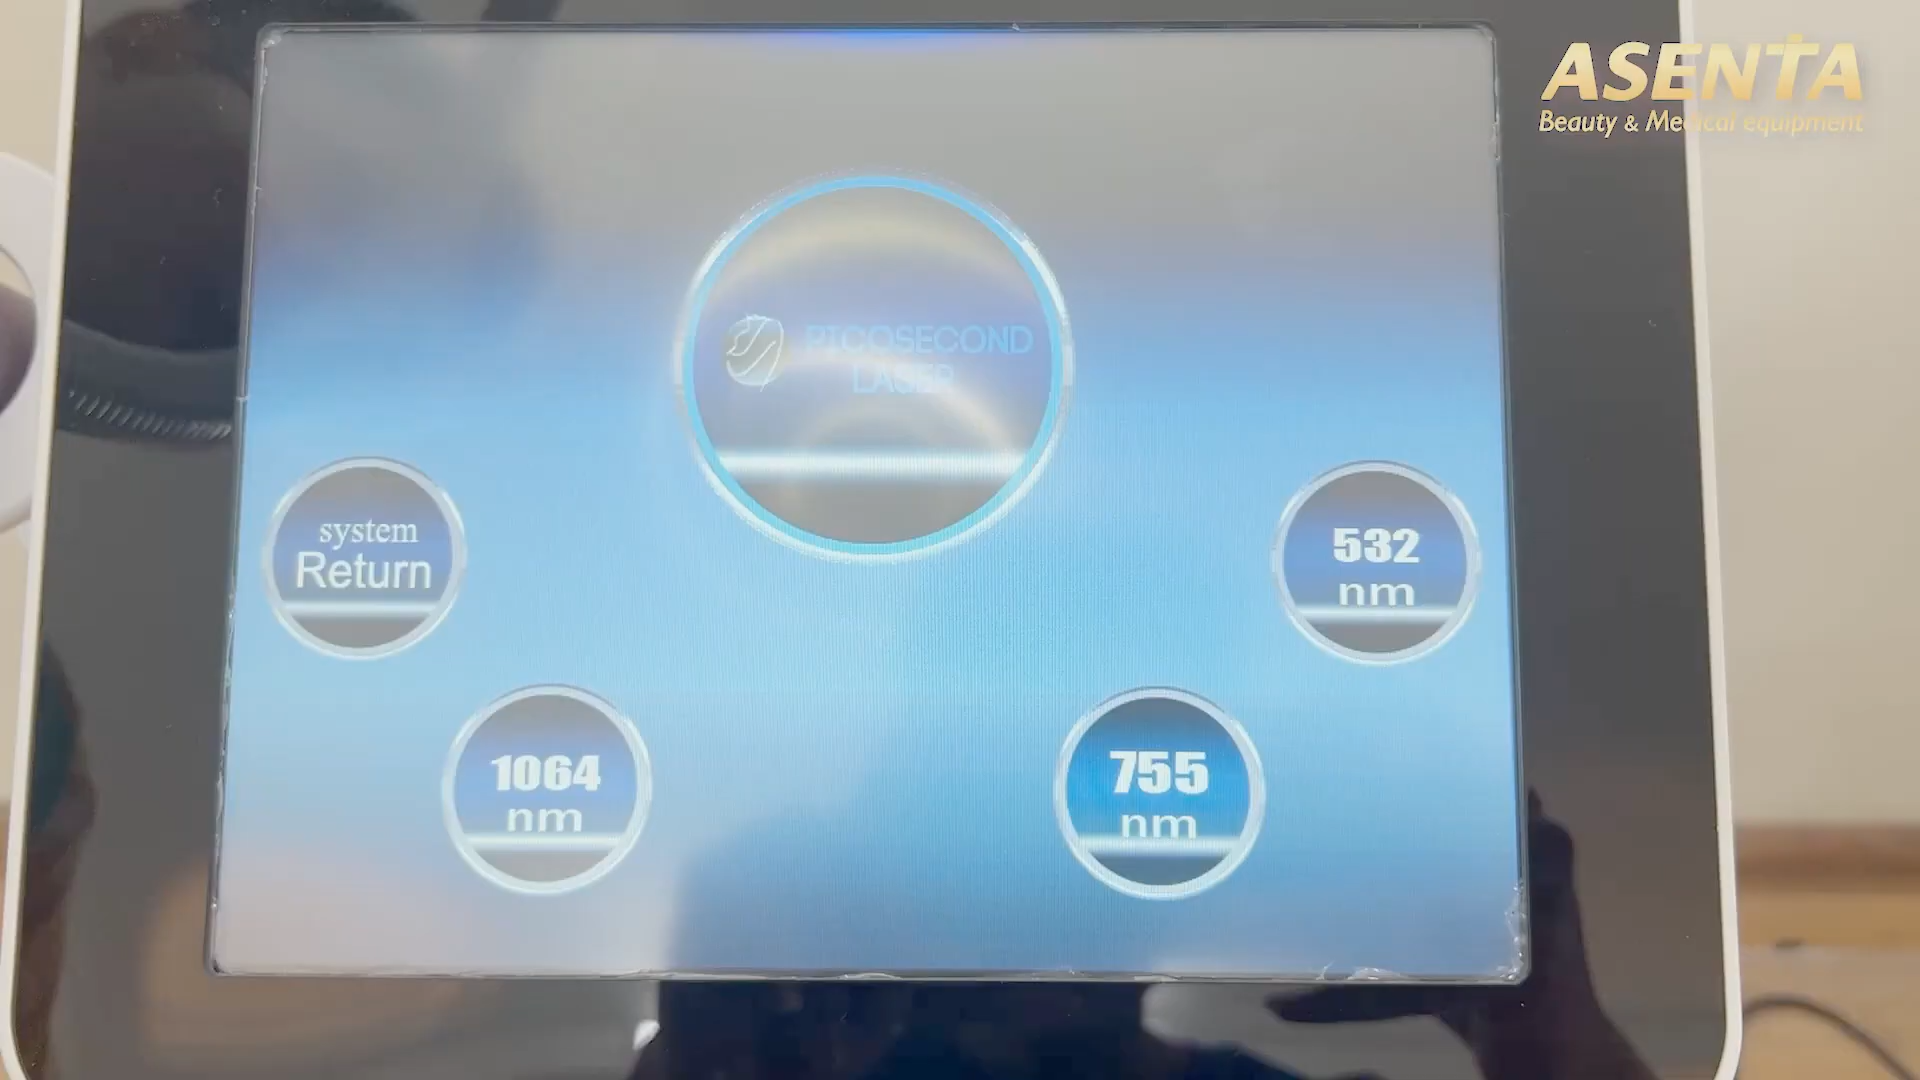 ASENTA
Beauty & Medical equipment
PICOSECOND
LASER
system
Return
532
nm
1064
nm
755
nm